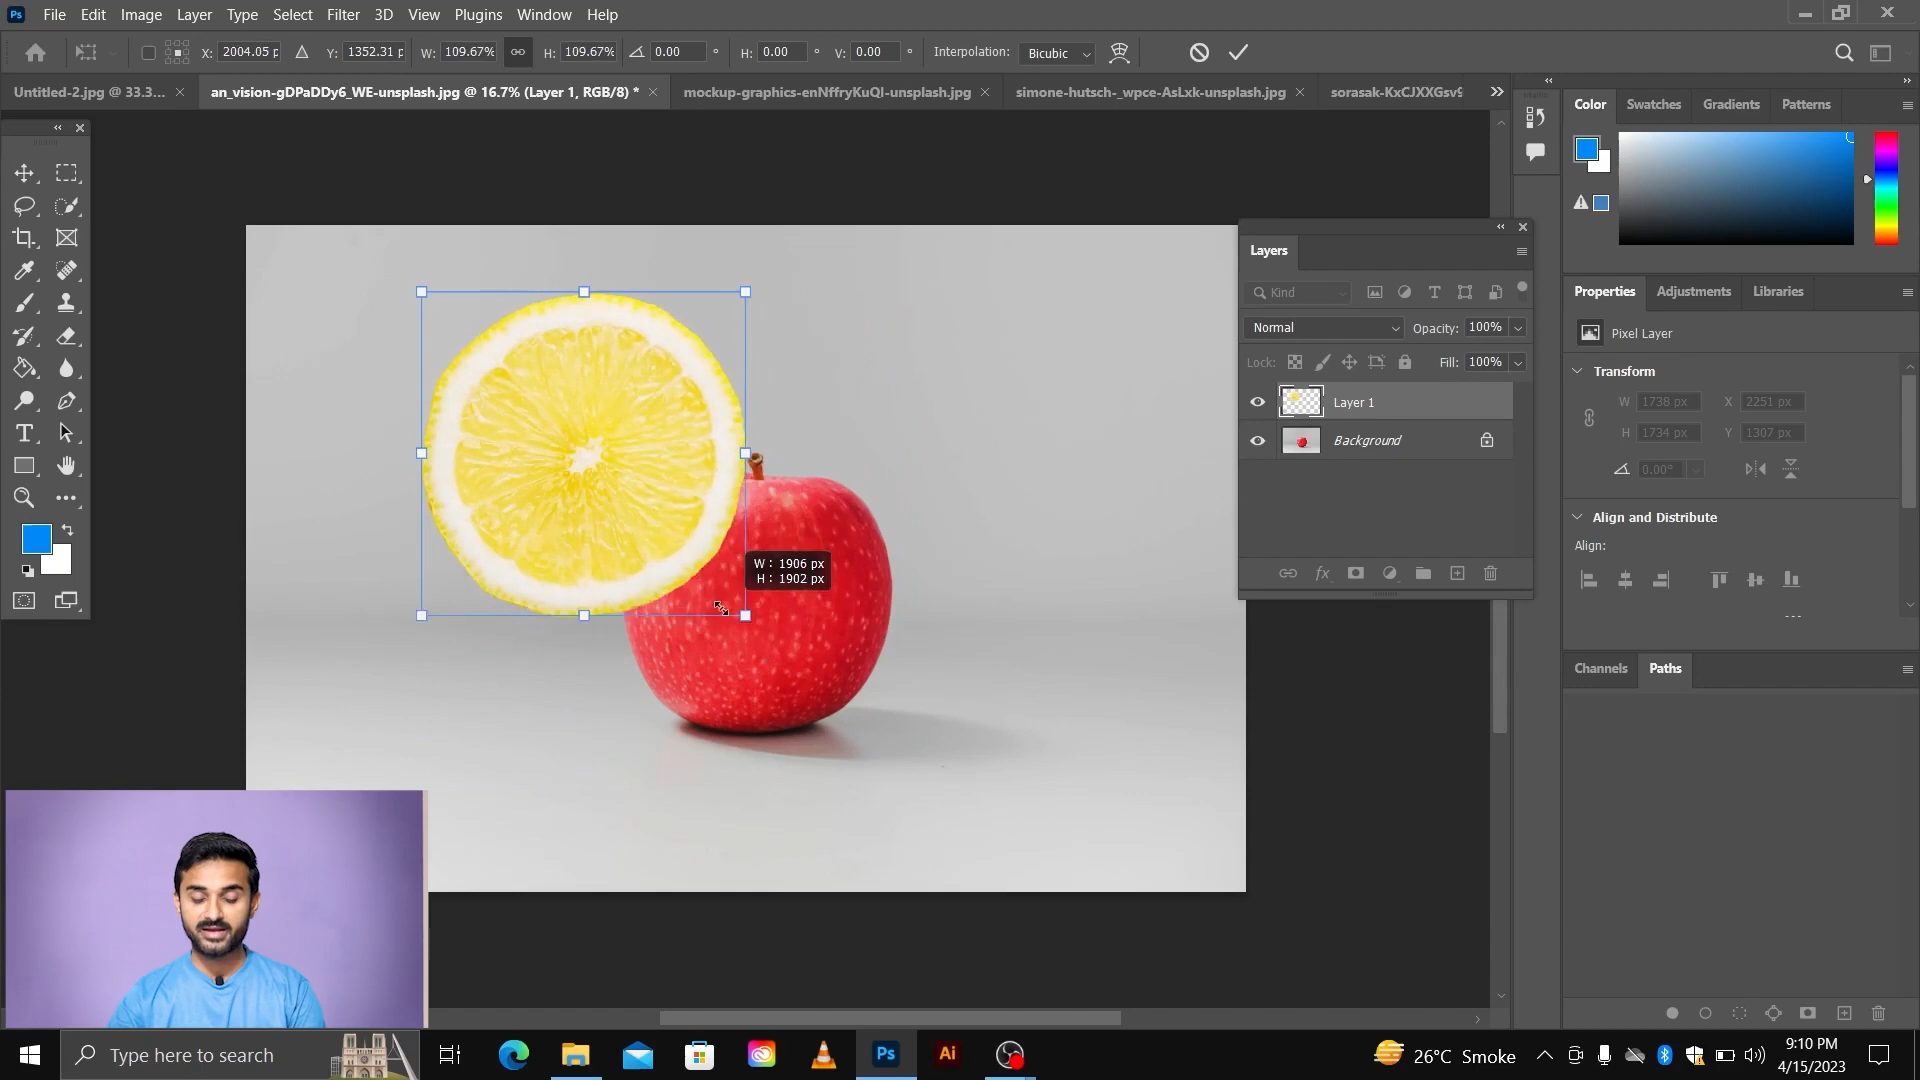 Ps File Edit Image Layer Type Select Filter 3D View Plugins Window Help
X: 2004.05 p Y: 1352.31 p W: 109.67% H: 109.67% 0.00 ° H: 0.00 ° V: 0.00 ° Interpolation: Bicubic
Untitled-2.jpg @ 33.3... an_vision-gDPaDDy6_WE-unsplash.jpg @ 16.7% (Layer 1, RGB/8) * mockup-graphics-enNffryKuQI-unsplash.jpg simone-hutsch-_wpce-AsLxk-unsplash.jpg sorasak-KxCJXXGsv9
Color Swatches Gradients Patterns
Layers
Kind
Normal Opacity: 100%
Lock: Fill: 100%
Layer 1
Background
fx
W : 1906 px
H : 1902 px
Properties Adjustments Libraries
Pixel Layer
Transform
W 1738 px X 2251 px
H 1734 px Y 1307 px
0.00°
Align and Distribute
Align:
Channels Paths
Type here to search
Ps Ai
26°C Smoke
9:10 PM
4/15/2023